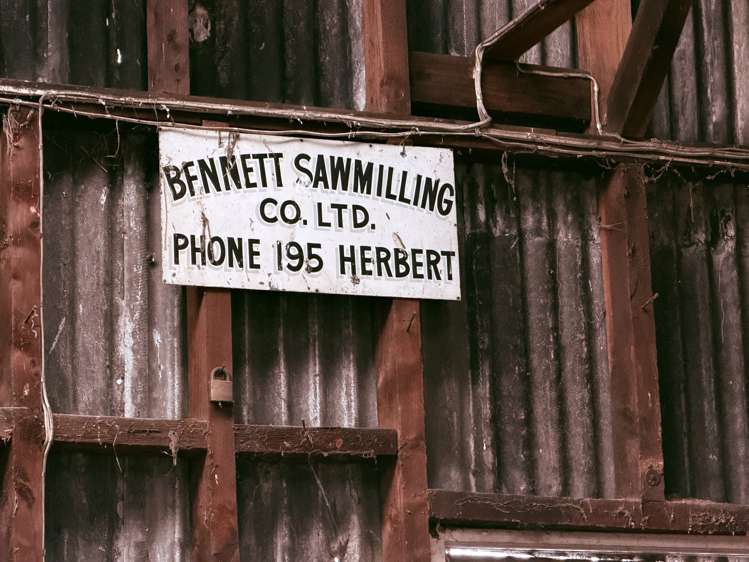 BENNETT SAWMILLING
CO. LTD.
PHONE 195 HERBERT